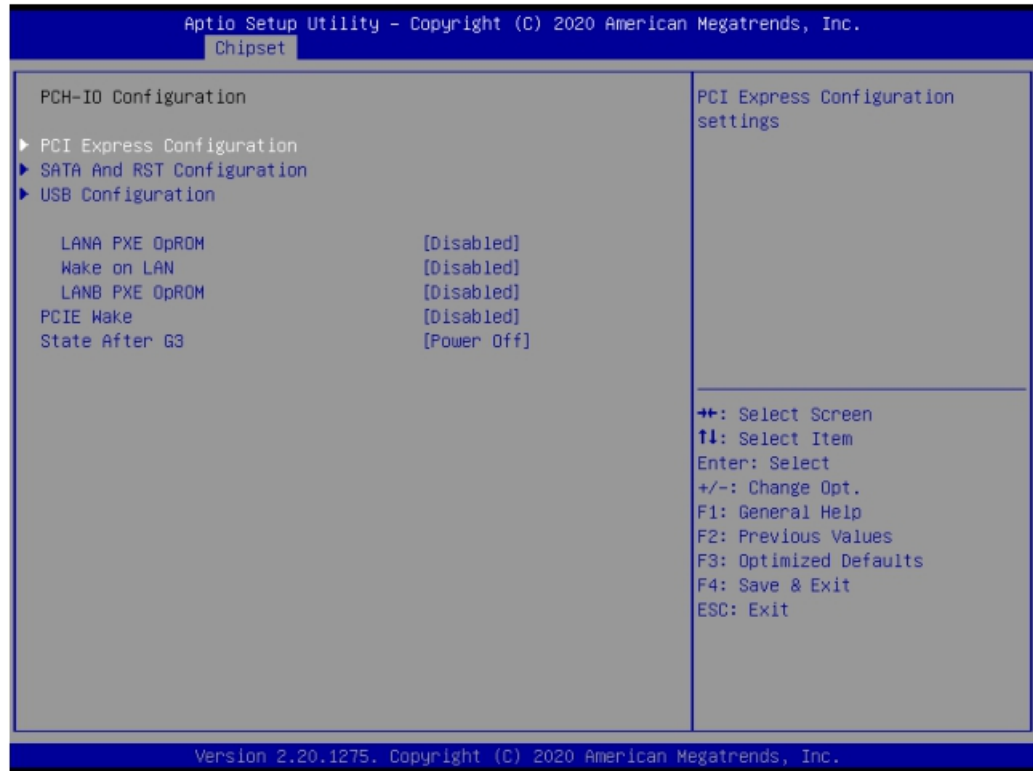 Aptio Setup Utility – Copyright (C) 2020 American Megatrends, Inc.
Chipset
PCH-IO Configuration
PCI Express Configuration
SATA And RST Configuration
USB Configuration
LANA PXE OpROM [Disabled]
Wake on LAN [Disabled]
LANB PXE OpROM [Disabled]
PCIE Wake [Disabled]
State After G3 [Power Off]
PCI Express Configuration
settings
→←: Select Screen
↑↓: Select Item
Enter: Select
+/-: Change Opt.
F1: General Help
F2: Previous Values
F3: Optimized Defaults
F4: Save & Exit
ESC: Exit
Version 2.20.1275. Copyright (C) 2020 American Megatrends, Inc.